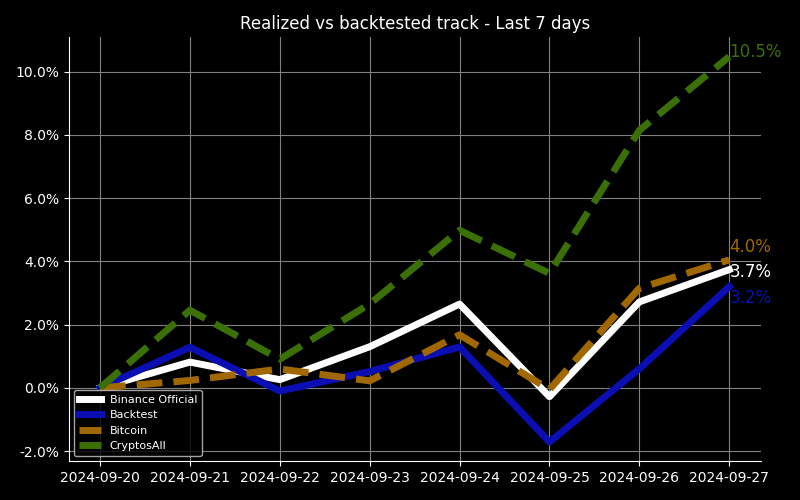 Realized vs backtested track - Last 7 days
10.5%
10.0%
8.0%
6.0%
4.0%
4.0%
3.7%
3.2%
2.0%
0.0%
-2.0%
Binance Official
Backtest
Bitcoin
CryptosAll
2024-09-20 2024-09-21 2024-09-22 2024-09-23 2024-09-24 2024-09-25 2024-09-26 2024-09-27